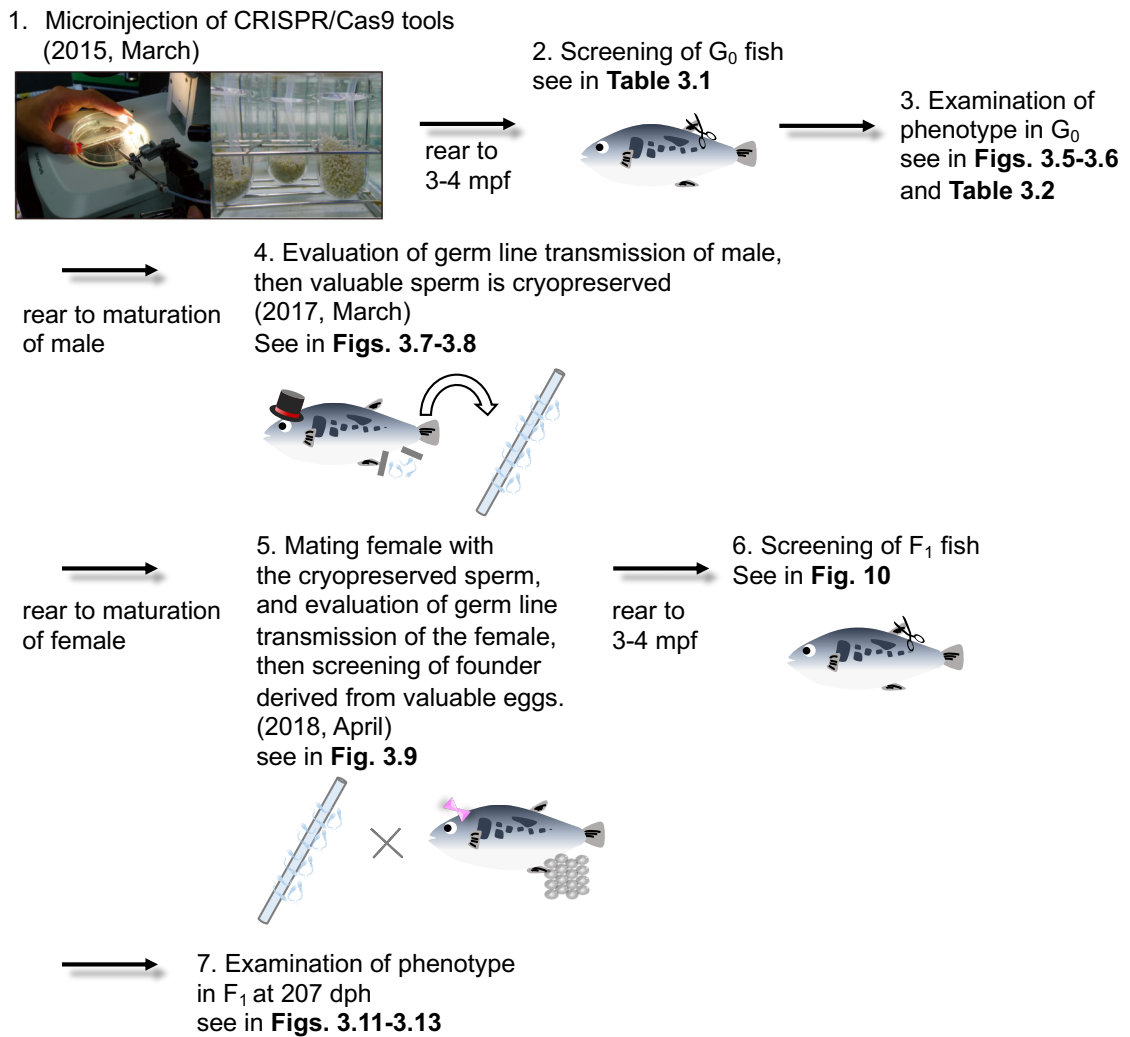 1. Microinjection of CRISPR/Cas9 tools
(2015, March)
rear to
3-4 mpf
2. Screening of G₀ fish
see in Table 3.1
3. Examination of
phenotype in G₀
see in Figs. 3.5-3.6
and Table 3.2
rear to maturation
of male
4. Evaluation of germ line transmission of male,
then valuable sperm is cryopreserved
(2017, March)
See in Figs. 3.7-3.8
rear to maturation
of female
5. Mating female with
the cryopreserved sperm,
and evaluation of germ line
transmission of the female,
then screening of founder
derived from valuable eggs.
(2018, April)
see in Fig. 3.9
rear to
3-4 mpf
6. Screening of F₁ fish
See in Fig. 10
7. Examination of phenotype
in F₁ at 207 dph
see in Figs. 3.11-3.13